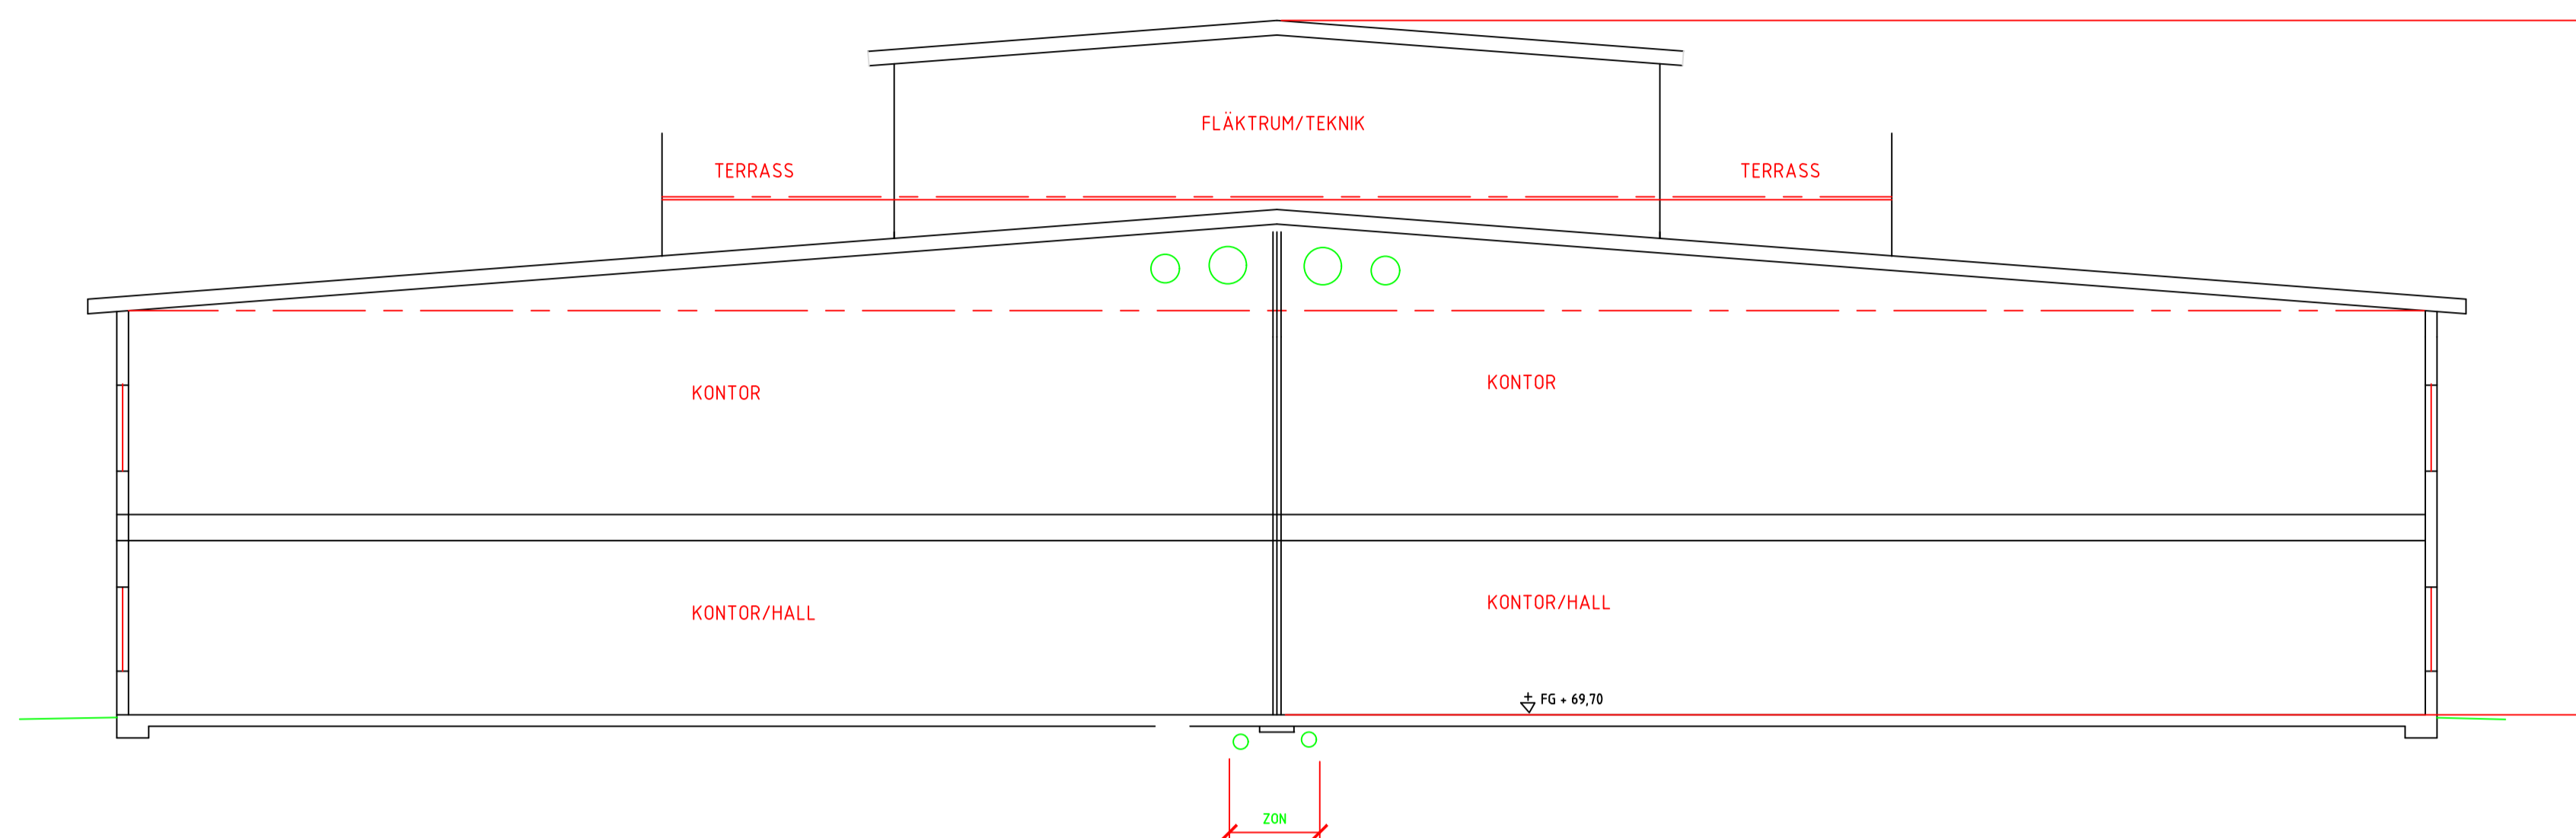 FLÄKTRUM/TEKNIK
TERRASS
TERRASS
KONTOR
KONTOR
KONTOR/HALL
KONTOR/HALL
FG + 69,70
ZON